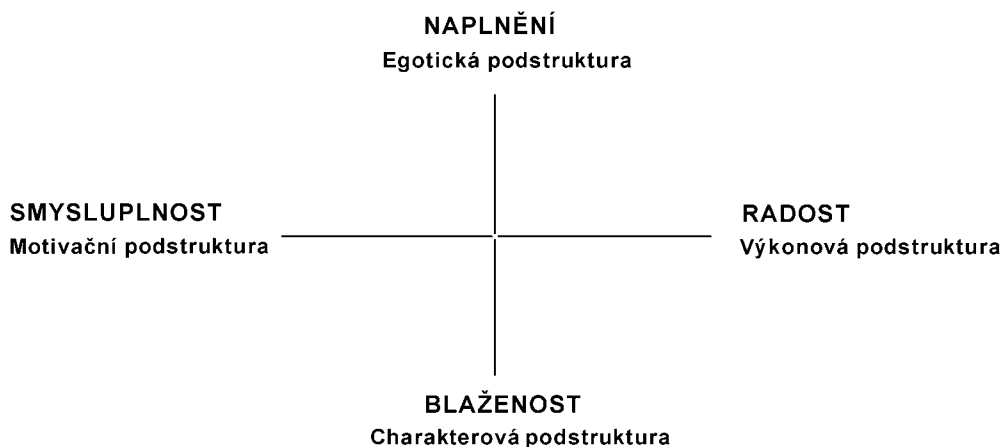 NAPLNĚNÍ
Egotická podstruktura
SMYSLUPLNOST
Motivační podstruktura
RADOST
Výkonová podstruktura
BLAŽENOST
Charakterová podstruktura